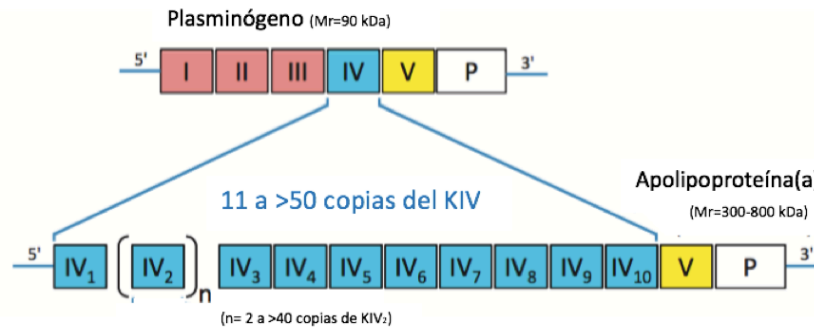 Plasminógeno (Mr=90 kDa)
5' I II III IV V P 3'
11 a >50 copias del KIV
Apolipoproteína(a
(Mr=300-800 kDa)
5' IV₁ (IV₂)n IV₃ IV₄ IV₅ IV₆ IV₇ IV₈ IV₉ IV₁₀ V P 3'
(n= 2 a >40 copias de KIV₂)